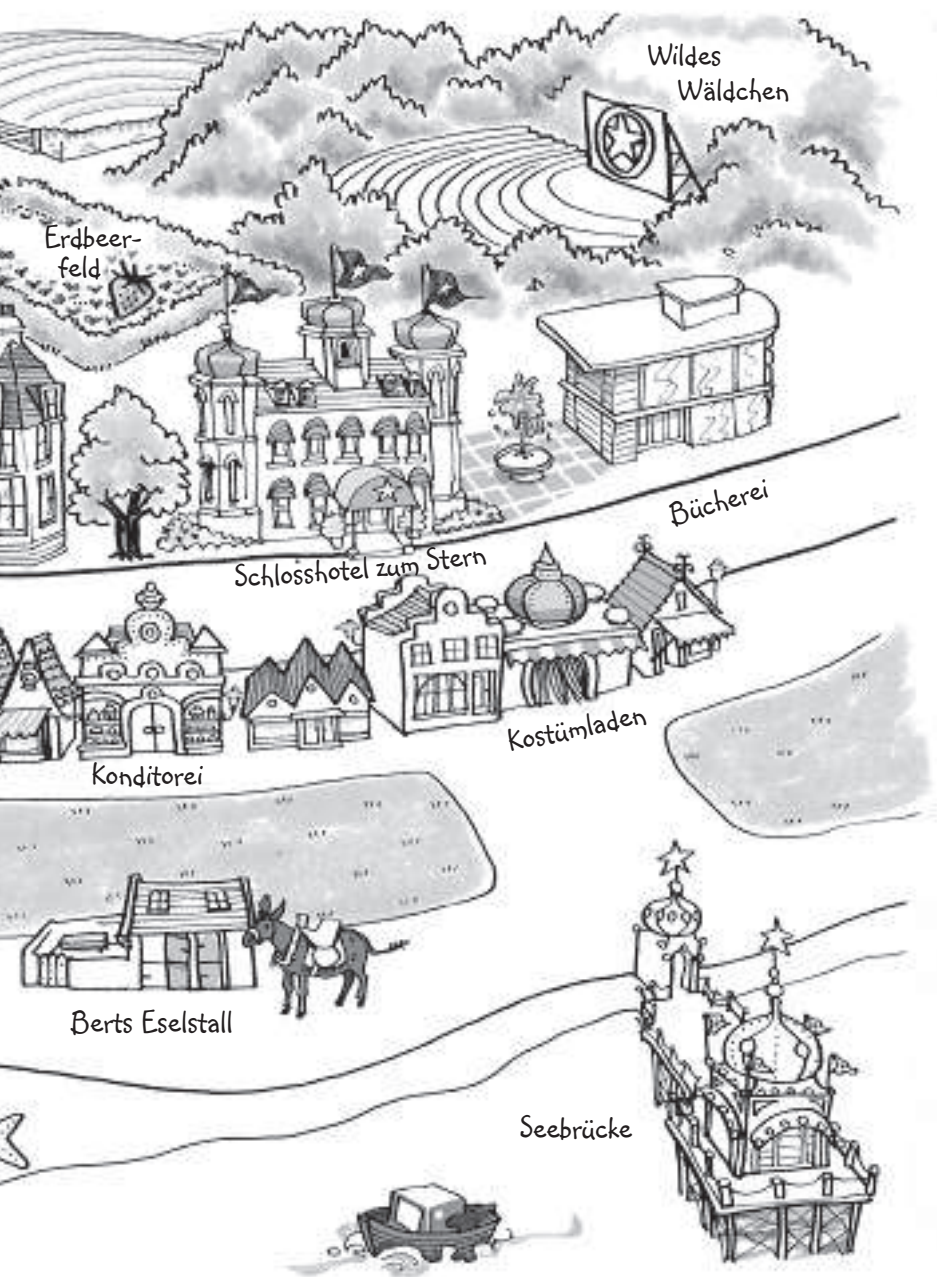 Wildes
Wäldchen
Erdbeer-
feld
Bücherei
Schlosshotel zum Stern
Kostümladen
Konditorei
Berts Eselstall
Seebrücke